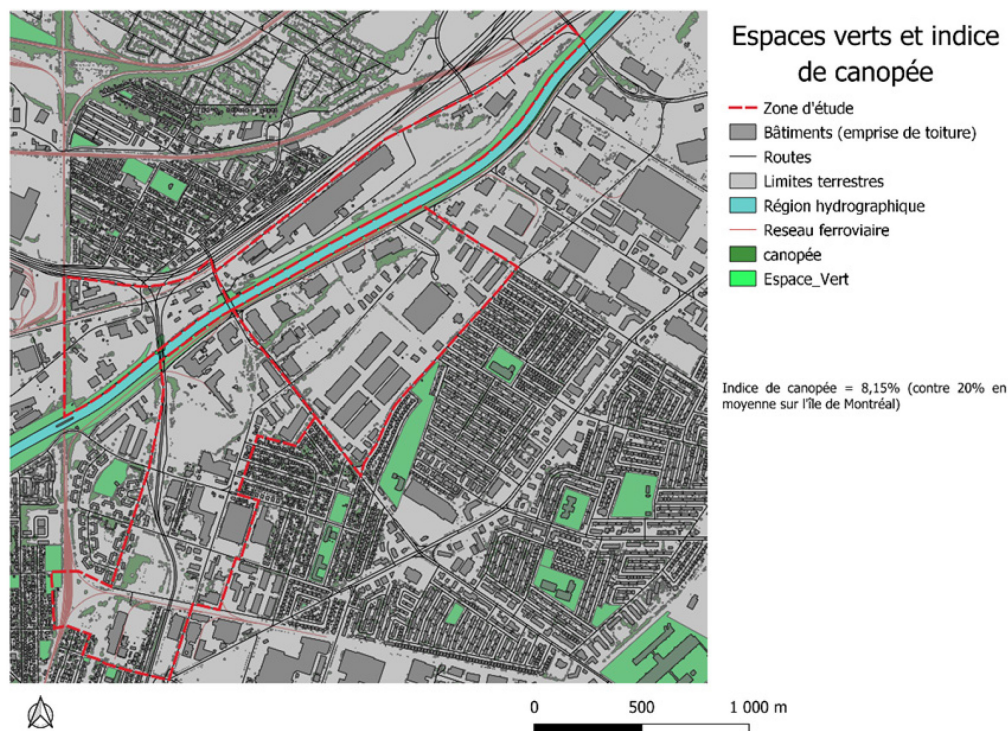 Espaces verts et indice
de canopée
Zone d'étude
Bâtiments (emprise de toiture)
Routes
Limites terrestres
Région hydrographique
Reseau ferroviaire
canopée
Espace_Vert
Indice de canopée = 8,15% (contre 20% en
moyenne sur l'île de Montréal)
0 500 1 000 m